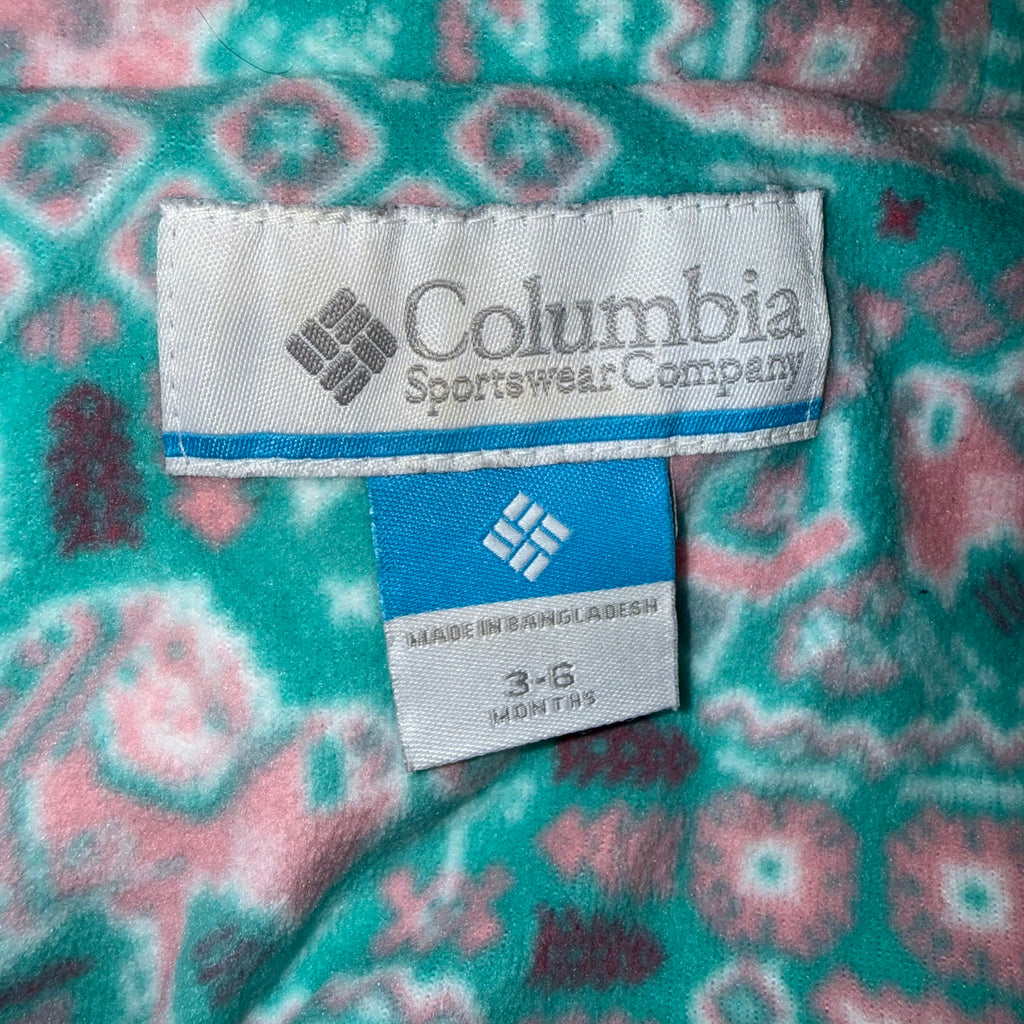 Columbia
Sportswear Company
MADE IN BANGLADESH
3-6
MONTHS